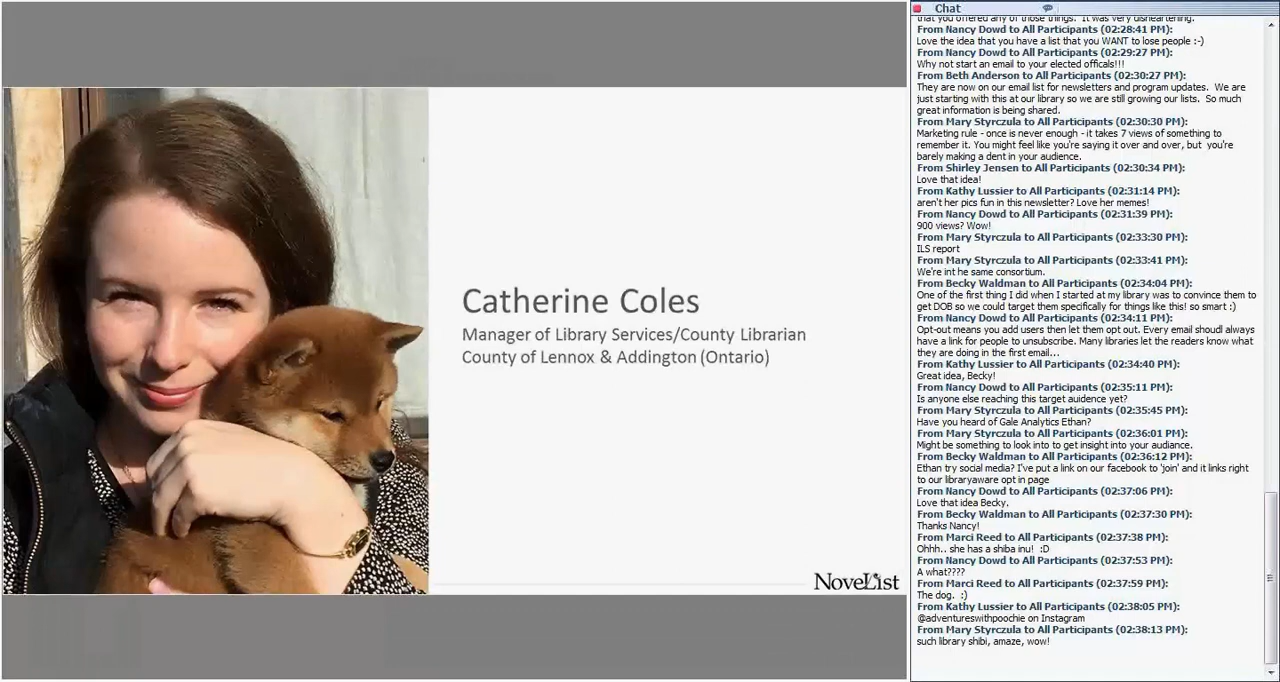 Catherine Coles
Manager of Library Services/County Librarian
County of Lennox & Addington (Ontario)
NoveList
Chat
that you offered any of those things. It was very disheartening.
From Nancy Dowd to All Participants (02:28:41 PM):
Love the idea that you have a list that you WANT to lose people :-)
From Nancy Dowd to All Participants (02:29:27 PM):
Why not start an email to your elected officals!!!
From Beth Anderson to All Participants (02:30:27 PM):
They are now on our email list for newsletters and program updates. We are
just starting with this at our library so we are still growing our lists. So much
great information is being shared.
From Mary Styrczula to All Participants (02:30:30 PM):
Marketing rule - once is never enough - it takes 7 views of something to
remember it. You might feel like you're saying it over and over, but you're
barely making a dent in your audience.
From Shirley Jensen to All Participants (02:30:34 PM):
Love that idea!
From Kathy Lussier to All Participants (02:31:14 PM):
aren't her pics fun in this newsletter? Love her memes!
From Nancy Dowd to All Participants (02:31:39 PM):
900 views? Wow!
From Mary Styrczula to All Participants (02:33:30 PM):
ILS report
From Mary Styrczula to All Participants (02:33:41 PM):
We're int he same consortium.
From Becky Waldman to All Participants (02:34:04 PM):
One of the first thing I did when I started at my library was to convince them to
get DOB so we could target them specifically for things like this! so smart :)
From Nancy Dowd to All Participants (02:34:11 PM):
Opt-out means you add users then let them opt out. Every email shoudl always
have a link for people to unsubscribe. Many libraries let the readers know what
they are doing in the first email...
From Kathy Lussier to All Participants (02:34:40 PM):
Great idea, Becky!
From Nancy Dowd to All Participants (02:35:11 PM):
Is anyone else reaching this target auidence yet?
From Mary Styrczula to All Participants (02:35:45 PM):
Have you heard of Gale Analytics Ethan?
From Mary Styrczula to All Participants (02:36:01 PM):
Might be something to look into to get insight into your audience.
From Becky Waldman to All Participants (02:36:12 PM):
Ethan try social media? I've put a link on our facebook to 'join' and it links right
to our libraryaware opt in page
From Nancy Dowd to All Participants (02:37:06 PM):
Love that idea Becky.
From Becky Waldman to All Participants (02:37:30 PM):
Thanks Nancy!
From Marci Reed to All Participants (02:37:38 PM):
Ohhh.. she has a shiba inu! :D
From Nancy Dowd to All Participants (02:37:53 PM):
A what????
From Marci Reed to All Participants (02:37:59 PM):
The dog. :)
From Kathy Lussier to All Participants (02:38:05 PM):
@adventureswithpoochie on Instagram
From Mary Styrczula to All Participants (02:38:13 PM):
such library shibi, amaze, wow!